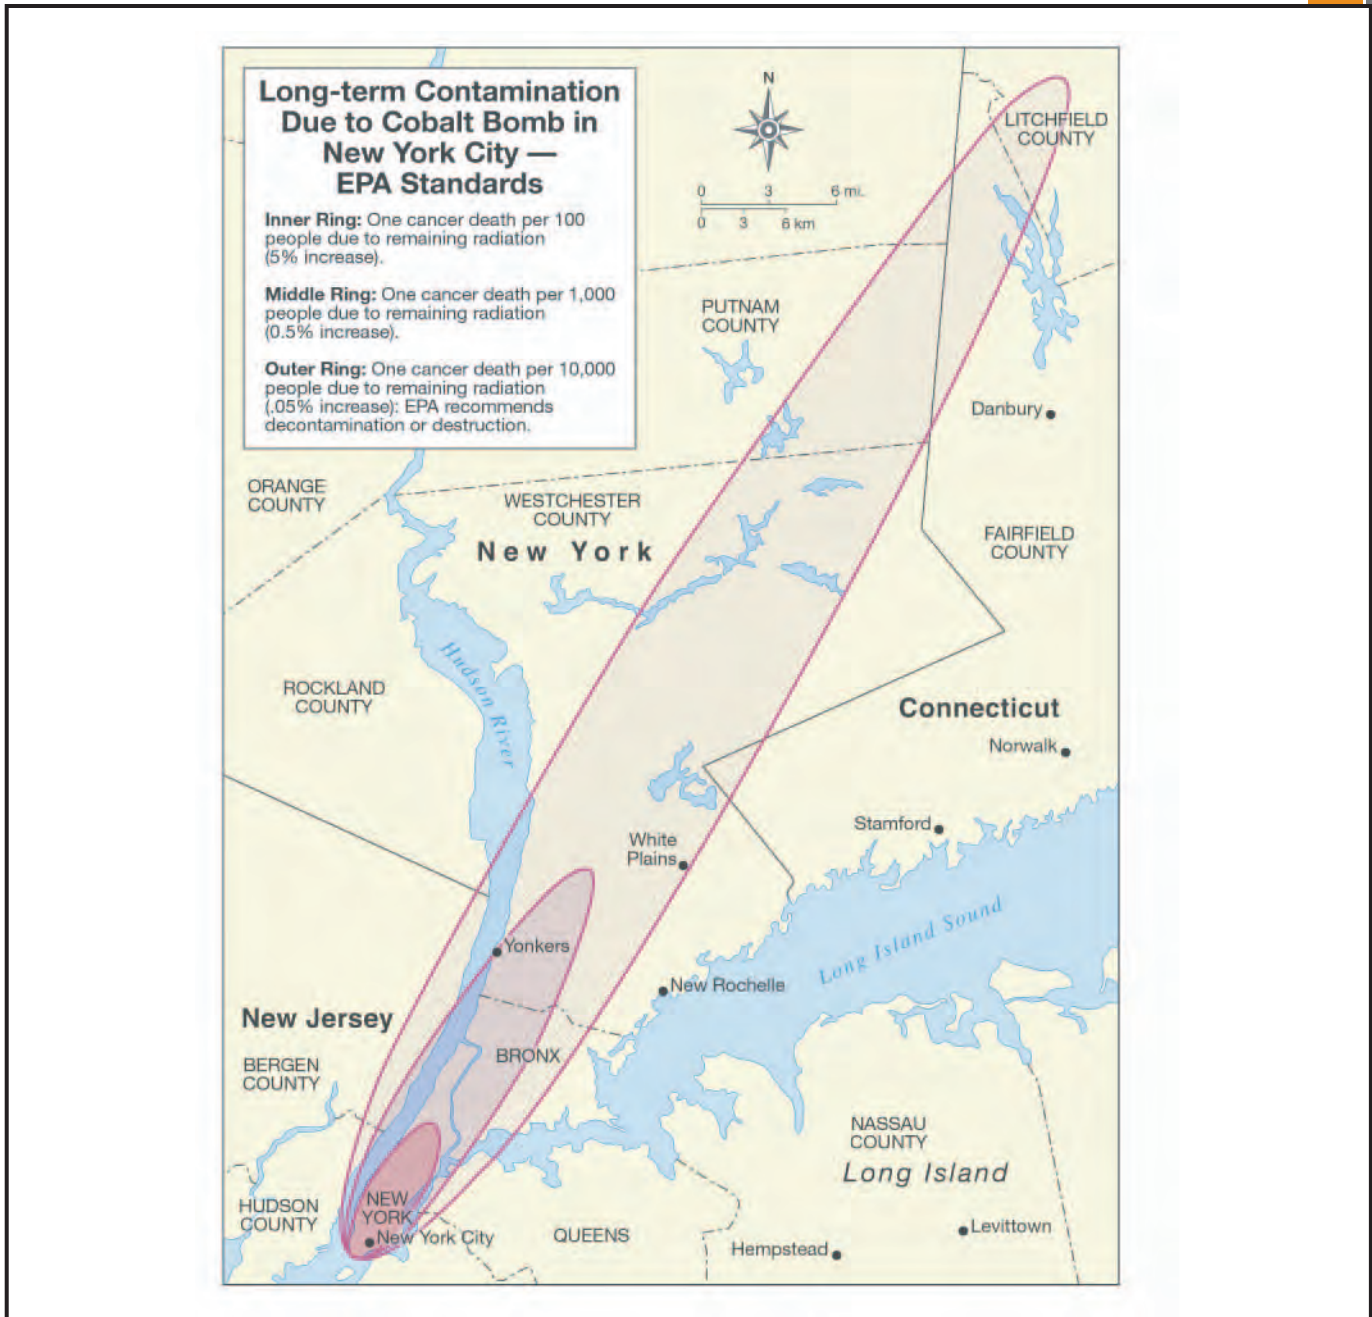 Long-term Contamination
Due to Cobalt Bomb in
New York City —
EPA Standards
Inner Ring: One cancer death per 100
people due to remaining radiation
(5% increase).
Middle Ring: One cancer death per 1,000
people due to remaining radiation
(0.5% increase).
Outer Ring: One cancer death per 10,000
people due to remaining radiation
(.05% increase): EPA recommends
decontamination or destruction.
N
0 3 6 mi.
0 3 6 km
LITCHFIELD
COUNTY
PUTNAM
COUNTY
Danbury
ORANGE
COUNTY
WESTCHESTER
COUNTY
New York
FAIRFIELD
COUNTY
Hudson River
ROCKLAND
COUNTY
Connecticut
Norwalk
Stamford
White
Plains
Long Island Sound
Yonkers
New Rochelle
New Jersey
BRONX
BERGEN
COUNTY
NASSAU
COUNTY
Long Island
HUDSON
COUNTY
NEW
YORK
New York City
QUEENS
Hempstead
Levittown